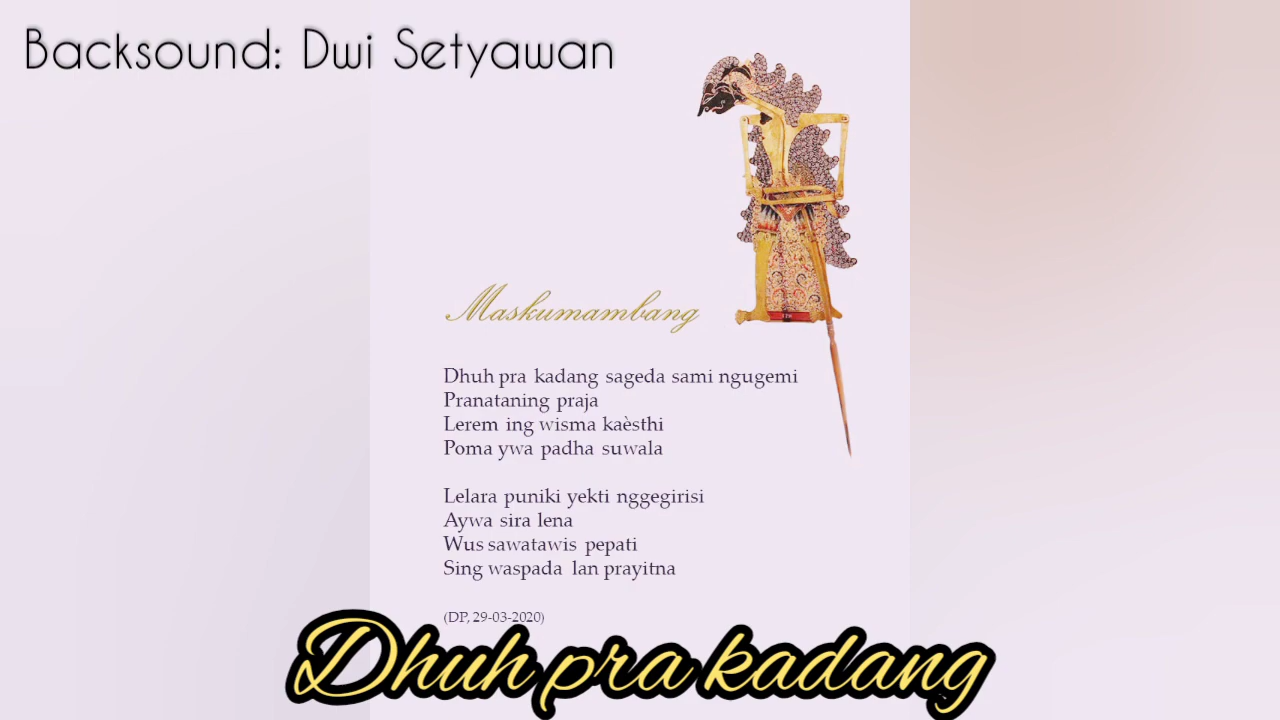 Backsound: Dwi Setyawan
Maskumambang
Dhuh pra kadang sageda sami ngugemi
Pranataning praja
Lerem ing wisma kaèsthi
Poma ywa padha suwala
Lelara puniki yekti nggegirisi
Aywa sira lena
Wus sawatawis pepati
Sing waspada lan prayitna
(DP, 29-03-2020)
Dhuh pra kadang